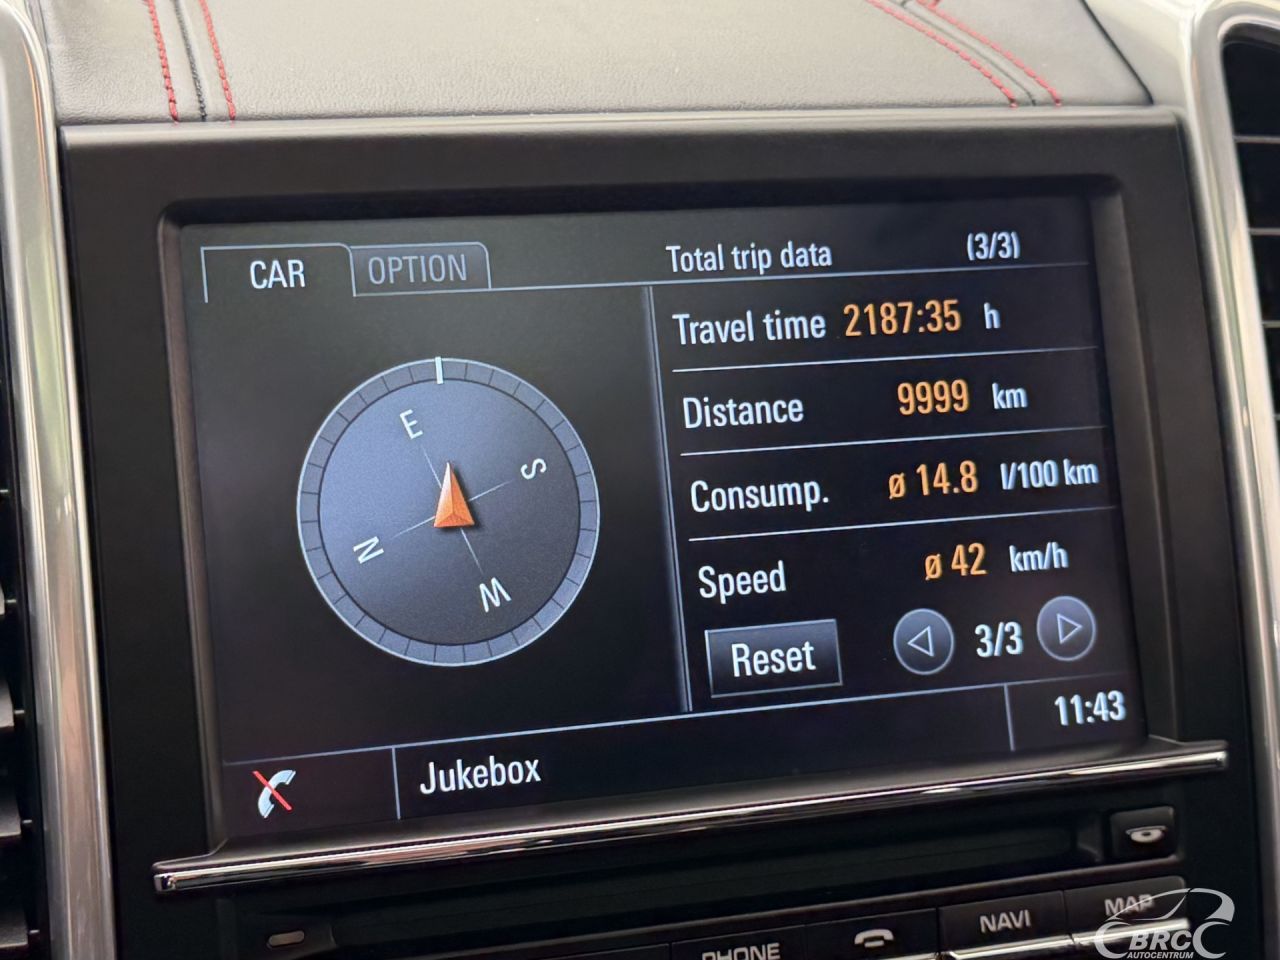 CAR
OPTION
Total trip data (3/3)
Travel time 2187:35 h
Distance 9999 km
Consump. ø 14.8 l/100 km
Speed ø 42 km/h
Reset
3/3
E
S
N
W
Jukebox
11:43
PHONE
NAVI
MAP
BRC
AUTOCENTRUM